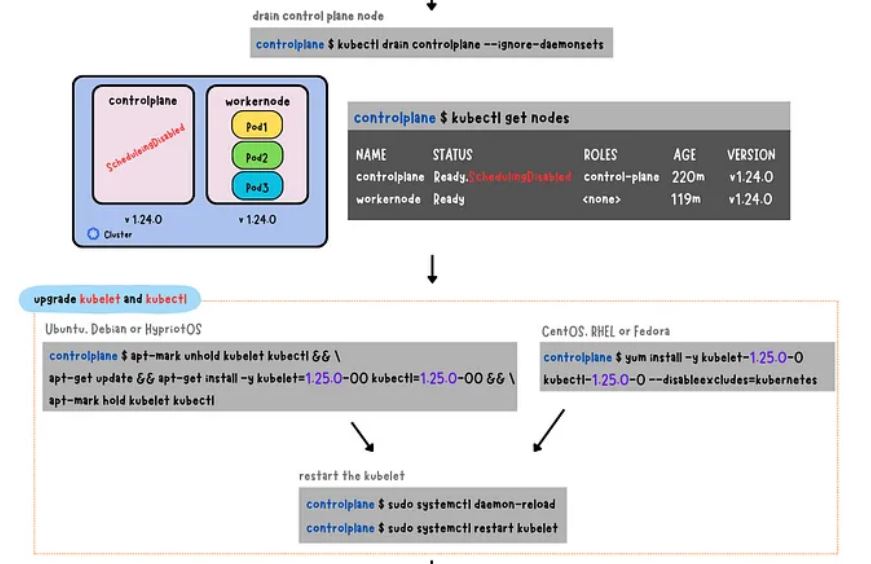 drain control plane node
controlplane $ kubectl drain controlplane --ignore-daemonsets
controlplane
SchedulingDisabled
v 1.24.0
workernode
Pod1
Pod2
Pod3
v 1.24.0
Cluster
controlplane $ kubectl get nodes
NAME STATUS ROLES AGE VERSION
controlplane Ready,SchedulingDisabled control-plane 220m v1.24.0
workernode Ready <none> 119m v1.24.0
upgrade kubelet and kubectl
Ubuntu, Debian or HypriotOS
controlplane $ apt-mark unhold kubelet kubectl && \
apt-get update && apt-get install -y kubelet=1.25.0-00 kubectl=1.25.0-00 && \
apt-mark hold kubelet kubectl
CentOS, RHEL or Fedora
controlplane $ yum install -y kubelet-1.25.0-0
kubectl-1.25.0-0 --disableexcludes=kubernetes
restart the kubelet
controlplane $ sudo systemctl daemon-reload
controlplane $ sudo systemctl restart kubelet